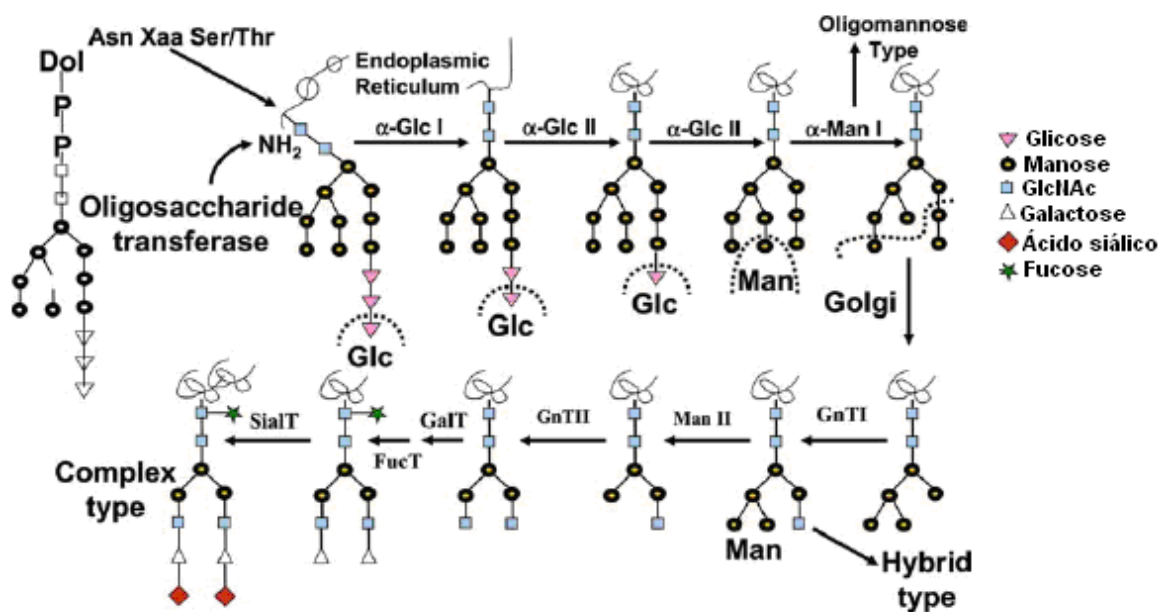 Asn Xaa Ser/Thr
Dol
P
P
NH2
Oligosaccharide
transferase
Endoplasmic
Reticulum
α-Glc I
α-Glc II
α-Glc II
α-Man I
Oligomannose
Type
Glc
Glc
Glc
Man
Golgi
Glicose
Manose
GlcNAc
Galactose
Ácido siálico
Fucose
GnTI
Man II
GnTII
GalT
FucT
SialT
Complex
type
Man
Hybrid
type